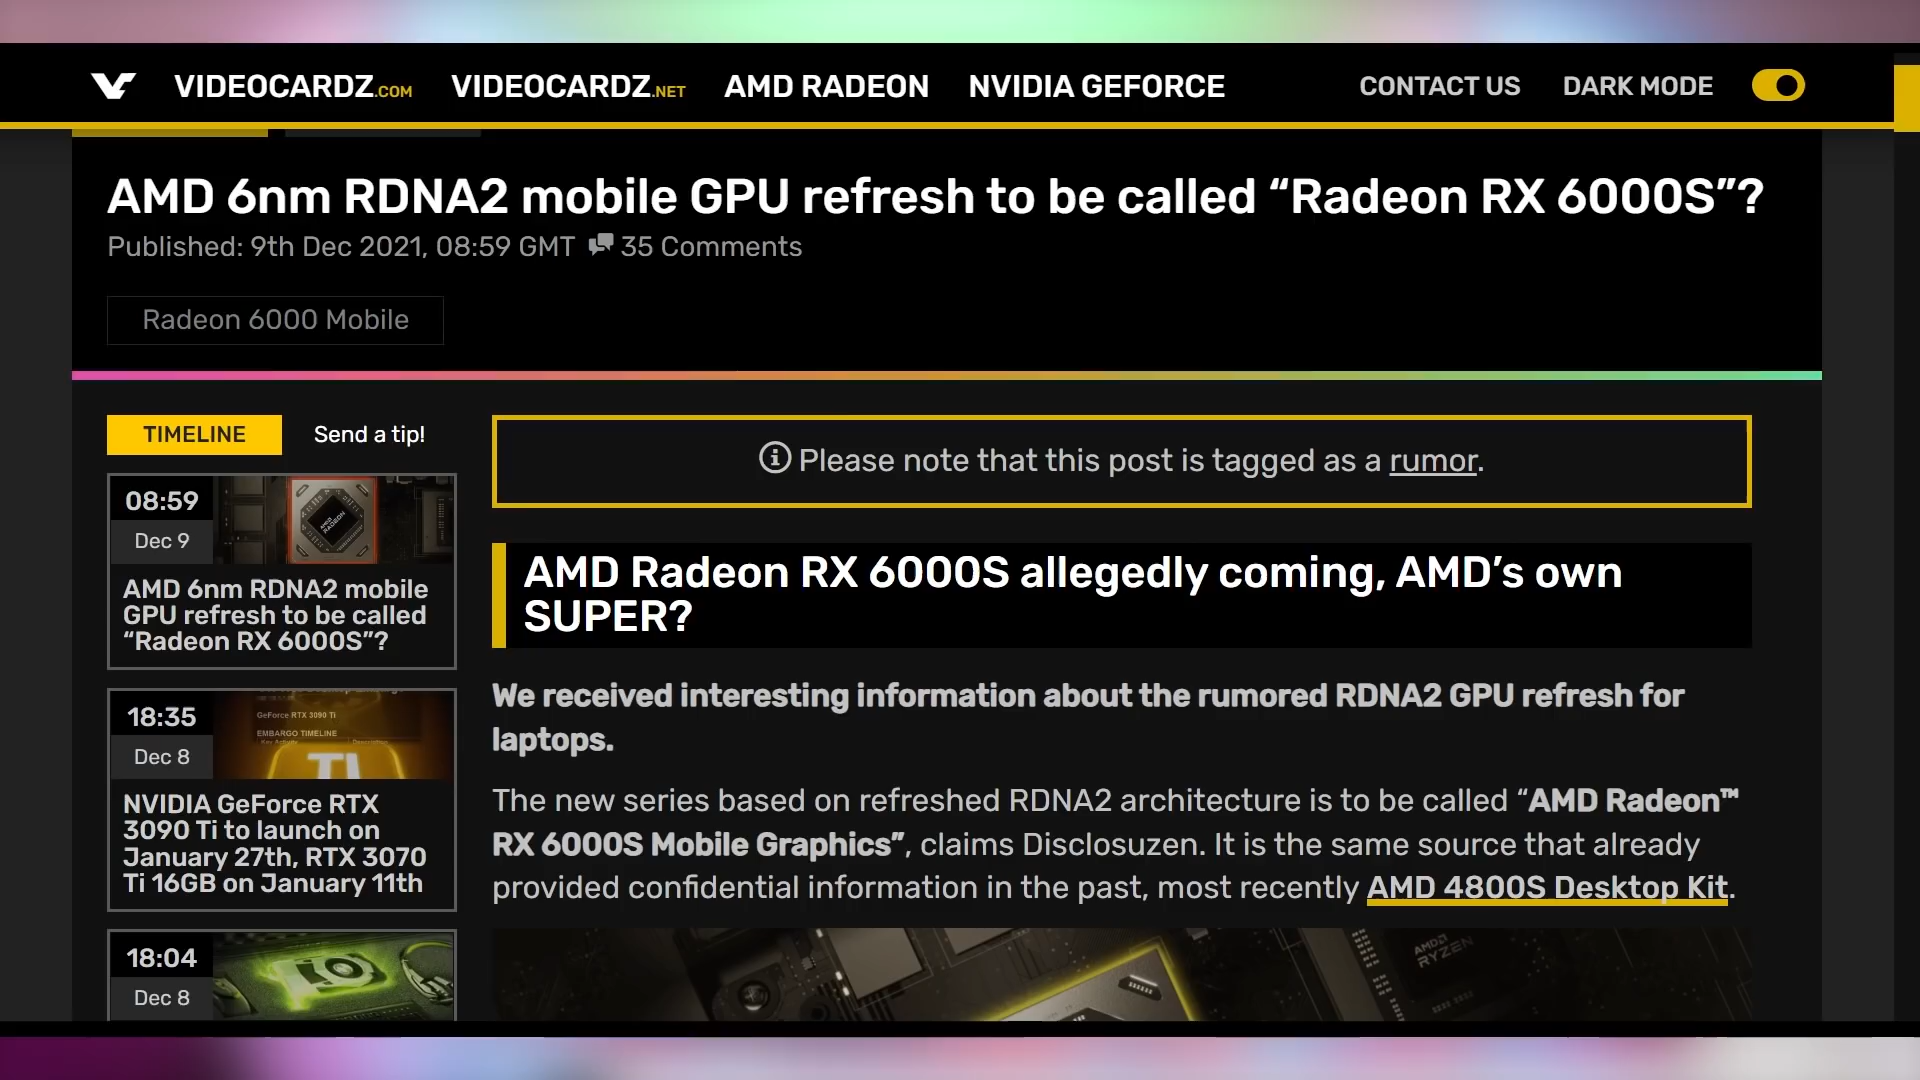 VIDEOCARDZ.COM VIDEOCARDZ.NET AMD RADEON NVIDIA GEFORCE CONTACT US DARK MODE
AMD 6nm RDNA2 mobile GPU refresh to be called “Radeon RX 6000S”?
Published: 9th Dec 2021, 08:59 GMT 35 Comments
Radeon 6000 Mobile
TIMELINE Send a tip!
08:59
Dec 9
AMD RADEON
AMD 6nm RDNA2 mobile
GPU refresh to be called
“Radeon RX 6000S”?
18:35
Dec 8
GeForce RTX 3090 Ti
EMBARGO TIMELINE
Key Activity Description
TI
NVIDIA GeForce RTX
3090 Ti to launch on
January 27th, RTX 3070
Ti 16GB on January 11th
18:04
Dec 8
Please note that this post is tagged as a rumor.
AMD Radeon RX 6000S allegedly coming, AMD’s own
SUPER?
We received interesting information about the rumored RDNA2 GPU refresh for
laptops.
The new series based on refreshed RDNA2 architecture is to be called “AMD Radeon™
RX 6000S Mobile Graphics”, claims Disclosuzen. It is the same source that already
provided confidential information in the past, most recently AMD 4800S Desktop Kit.
AMD
RYZEN